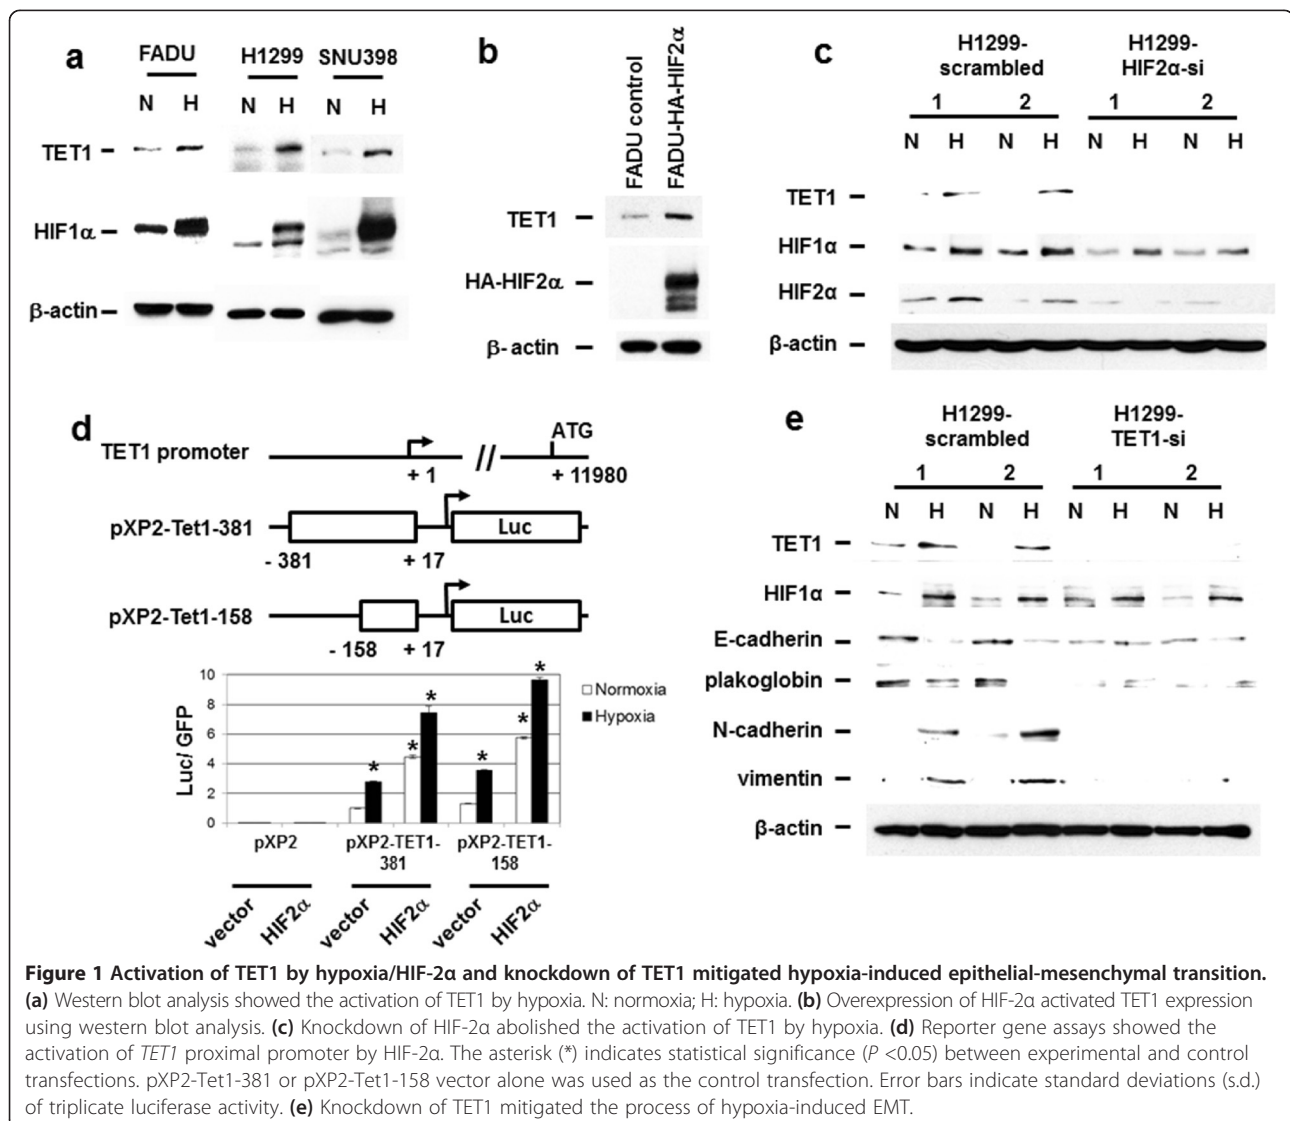 a
FADU H1299 SNU398
N H N H N H
TET1
HIF1α
β-actin
b
FADU control
FADU-HA-HIF2α
TET1
HA-HIF2α
β- actin
c
H1299-
scrambled
H1299-
HIF2α-si
1 2 1 2
N H N H N H N H
TET1
HIF1α
HIF2α
β-actin
d
TET1 promoter
ATG
//
+ 1
+ 11980
pXP2-Tet1-381
Luc
- 381
+ 17
pXP2-Tet1-158
Luc
- 158
+ 17
Luc/ GFP
10
8
6
4
2
0
* * * * * *
Normoxia
Hypoxia
pXP2
pXP2-TET1-
381
pXP2-TET1-
158
vector
HIF2α
vector
HIF2α
vector
HIF2α
e
H1299-
scrambled
H1299-
TET1-si
1 2 1 2
N H N H N H N H
TET1
HIF1α
E-cadherin
plakoglobin
N-cadherin
vimentin
β-actin
Figure 1 Activation of TET1 by hypoxia/HIF-2α and knockdown of TET1 mitigated hypoxia-induced epithelial-mesenchymal transition.
(a) Western blot analysis showed the activation of TET1 by hypoxia. N: normoxia; H: hypoxia. (b) Overexpression of HIF-2α activated TET1 expression
using western blot analysis. (c) Knockdown of HIF-2α abolished the activation of TET1 by hypoxia. (d) Reporter gene assays showed the
activation of TET1 proximal promoter by HIF-2α. The asterisk (*) indicates statistical significance (P <0.05) between experimental and control
transfections. pXP2-Tet1-381 or pXP2-Tet1-158 vector alone was used as the control transfection. Error bars indicate standard deviations (s.d.)
of triplicate luciferase activity. (e) Knockdown of TET1 mitigated the process of hypoxia-induced EMT.